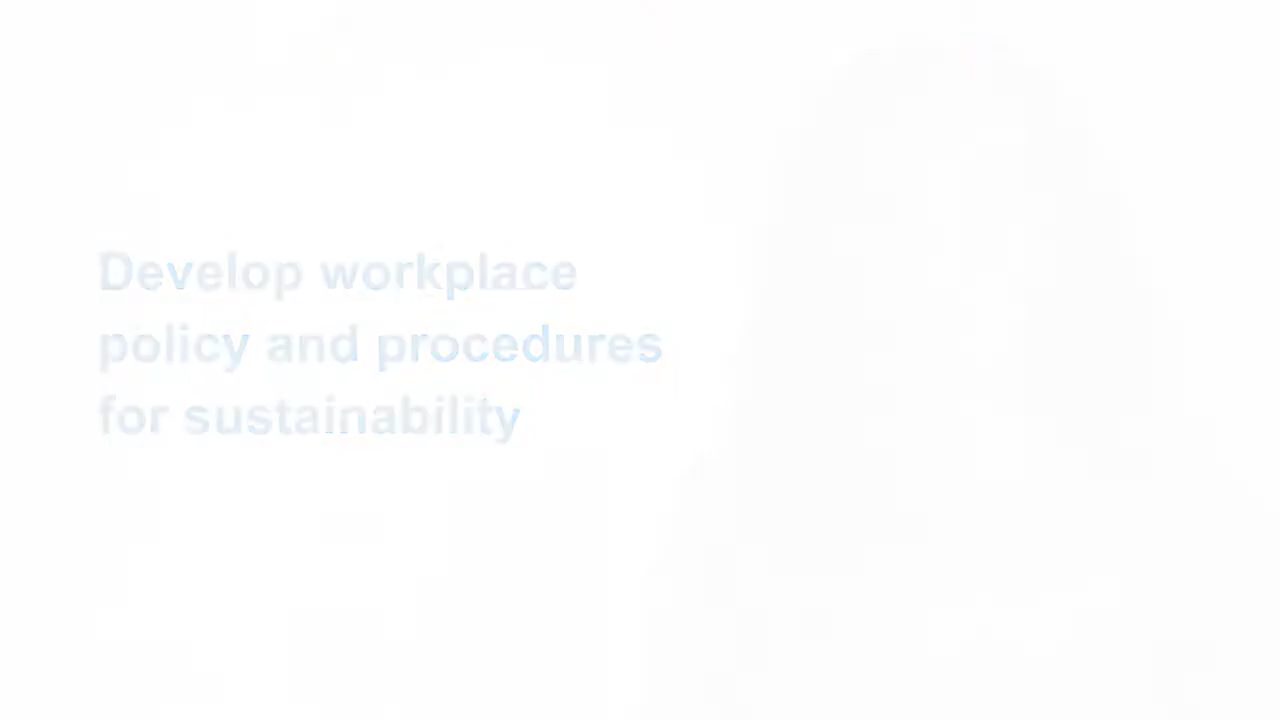 Develop workplace
policy and procedures
for sustainability